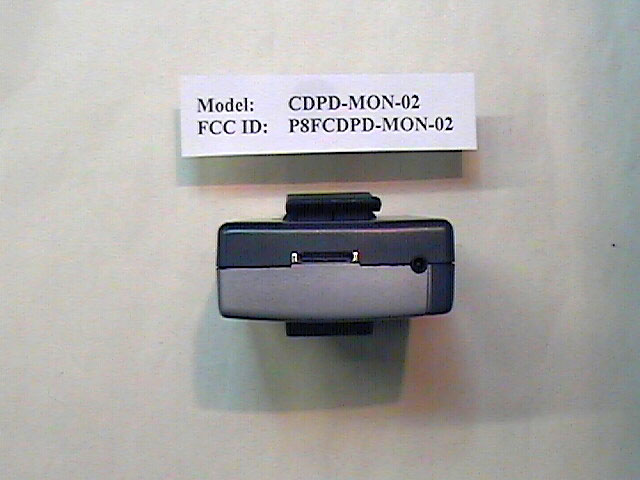 Model: CDPD-MON-02
FCC ID: P8FCDPD-MON-02